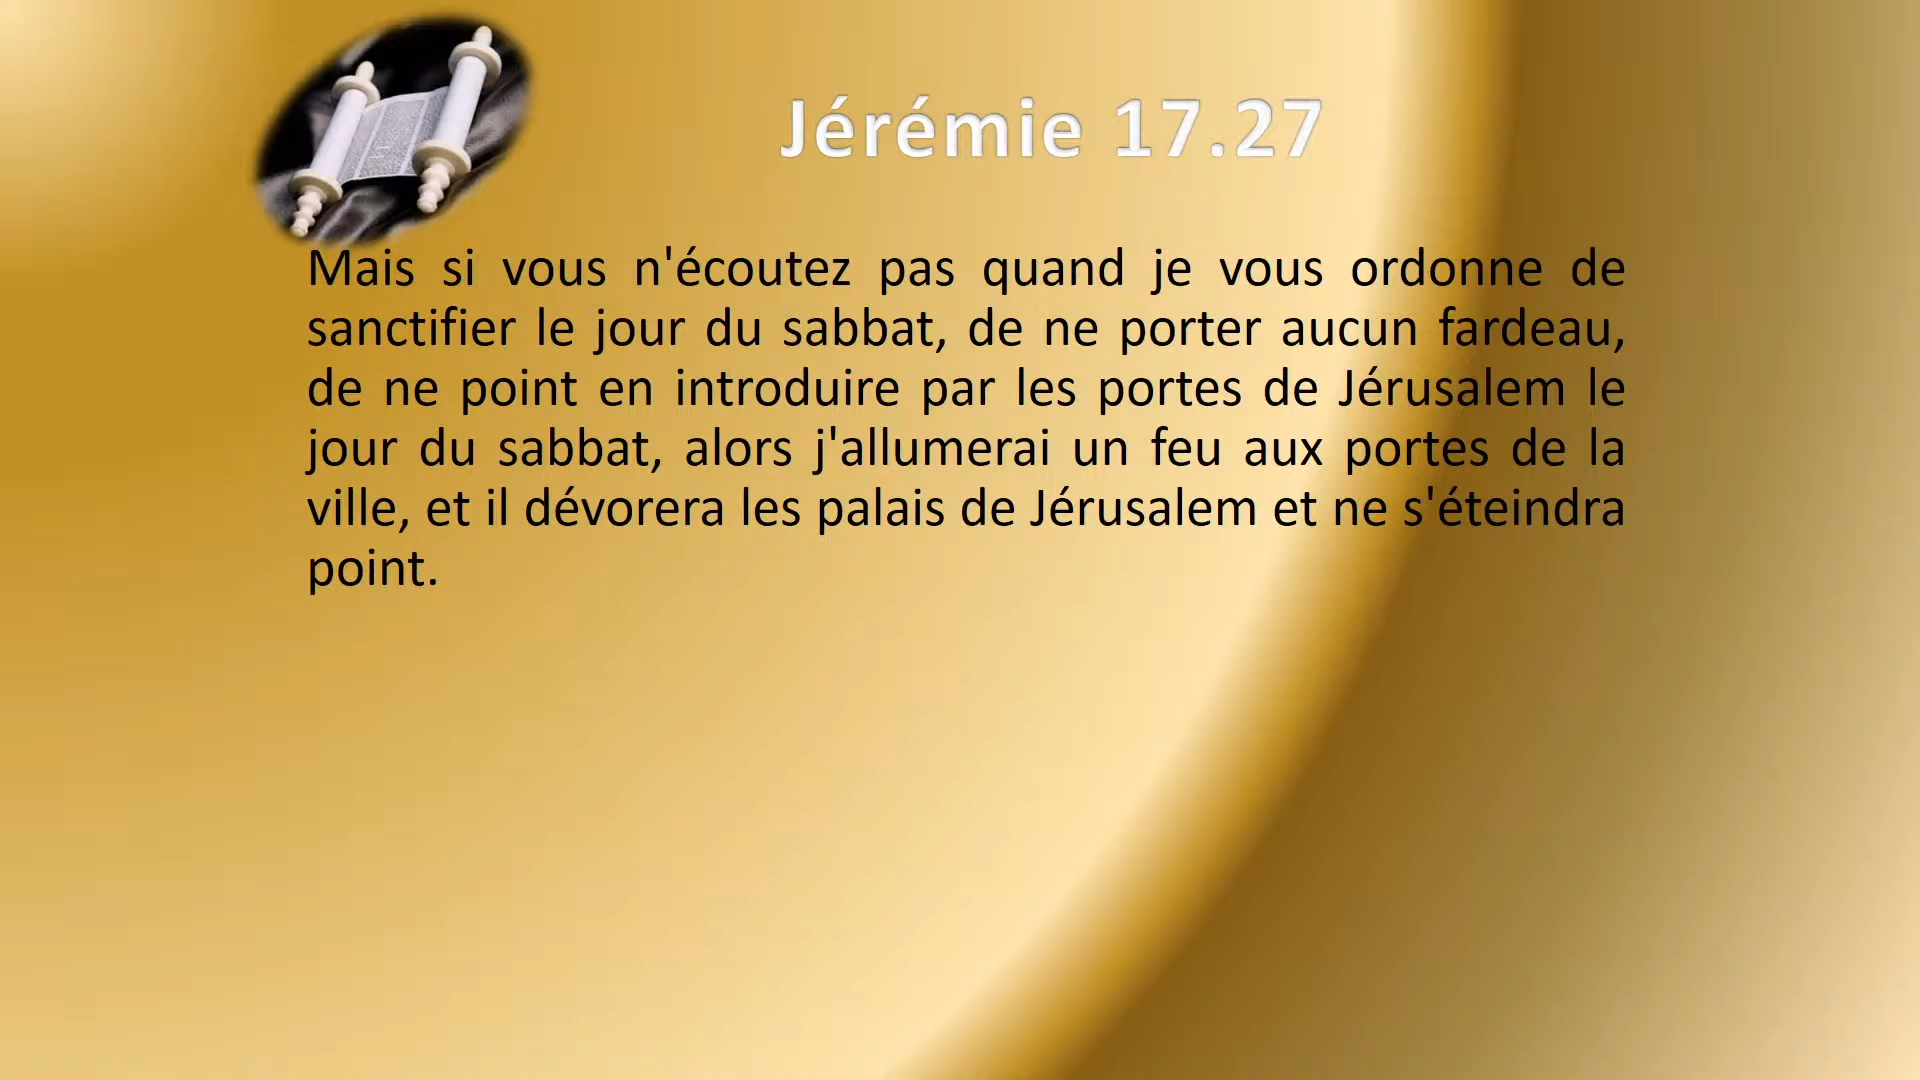 Jérémie 17.27
Mais si vous n'écoutez pas quand je vous ordonne de
sanctifier le jour du sabbat, de ne porter aucun fardeau,
de ne point en introduire par les portes de Jérusalem le
jour du sabbat, alors j'allumerai un feu aux portes de la
ville, et il dévorera les palais de Jérusalem et ne s'éteindra
point.